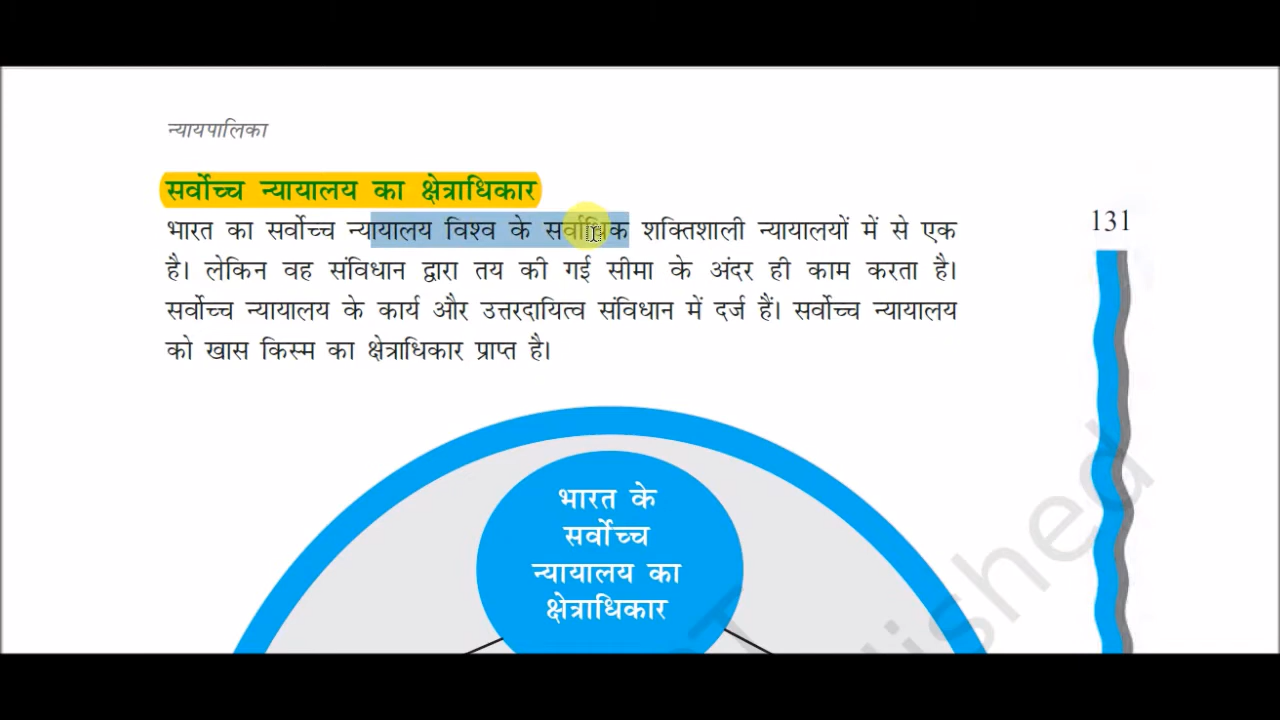 न्यायपालिका
सर्वोच्च न्यायालय का क्षेत्राधिकार
भारत का सर्वोच्च न्यायालय विश्व के सर्वाधिक शक्तिशाली न्यायालयों में से एक
131
है। लेकिन वह संविधान द्वारा तय की गई सीमा के अंदर ही काम करता है।
सर्वोच्च न्यायालय के कार्य और उत्तरदायित्व संविधान में दर्ज हैं। सर्वोच्च न्यायालय
को खास किस्म का क्षेत्राधिकार प्राप्त है।
भारत के
सर्वोच्च
न्यायालय का
क्षेत्राधिकार